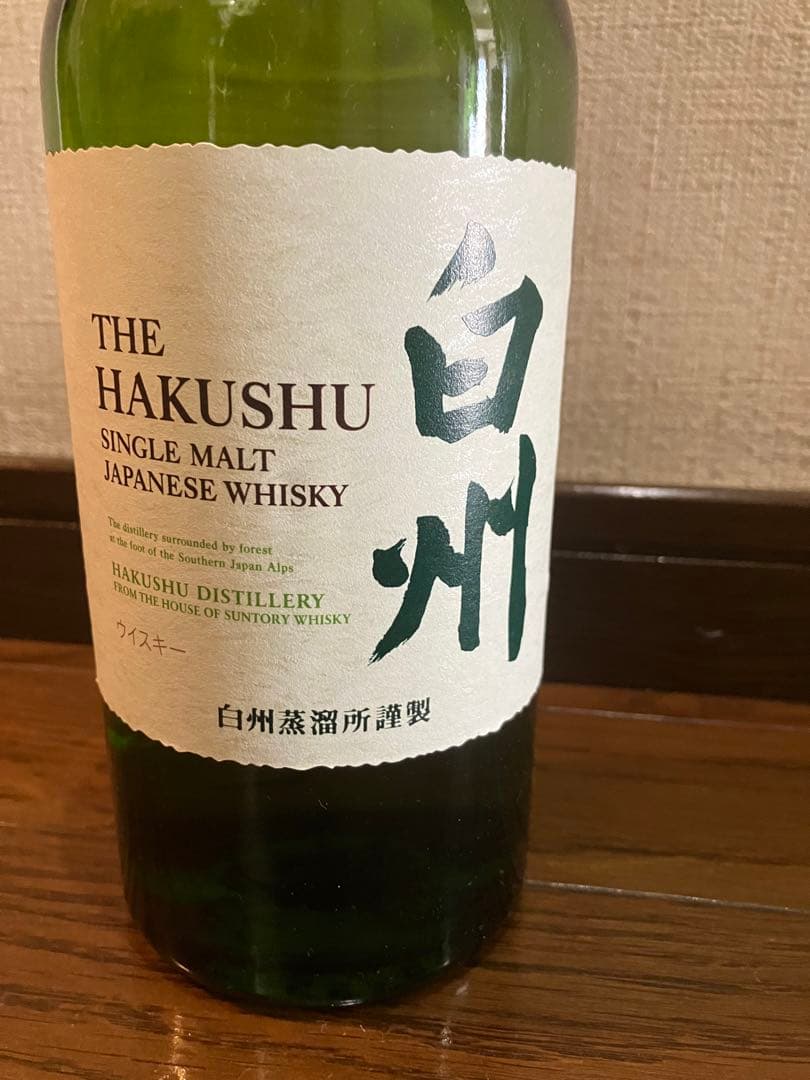 THE
HAKUSHU
SINGLE MALT
JAPANESE WHISKY
The distillery surrounded by forest
at the foot of the Southern Japan Alps
HAKUSHU DISTILLERY
FROM THE HOUSE OF SUNTORY WHISKY
ウイスキー
白州
白州蒸溜所謹製